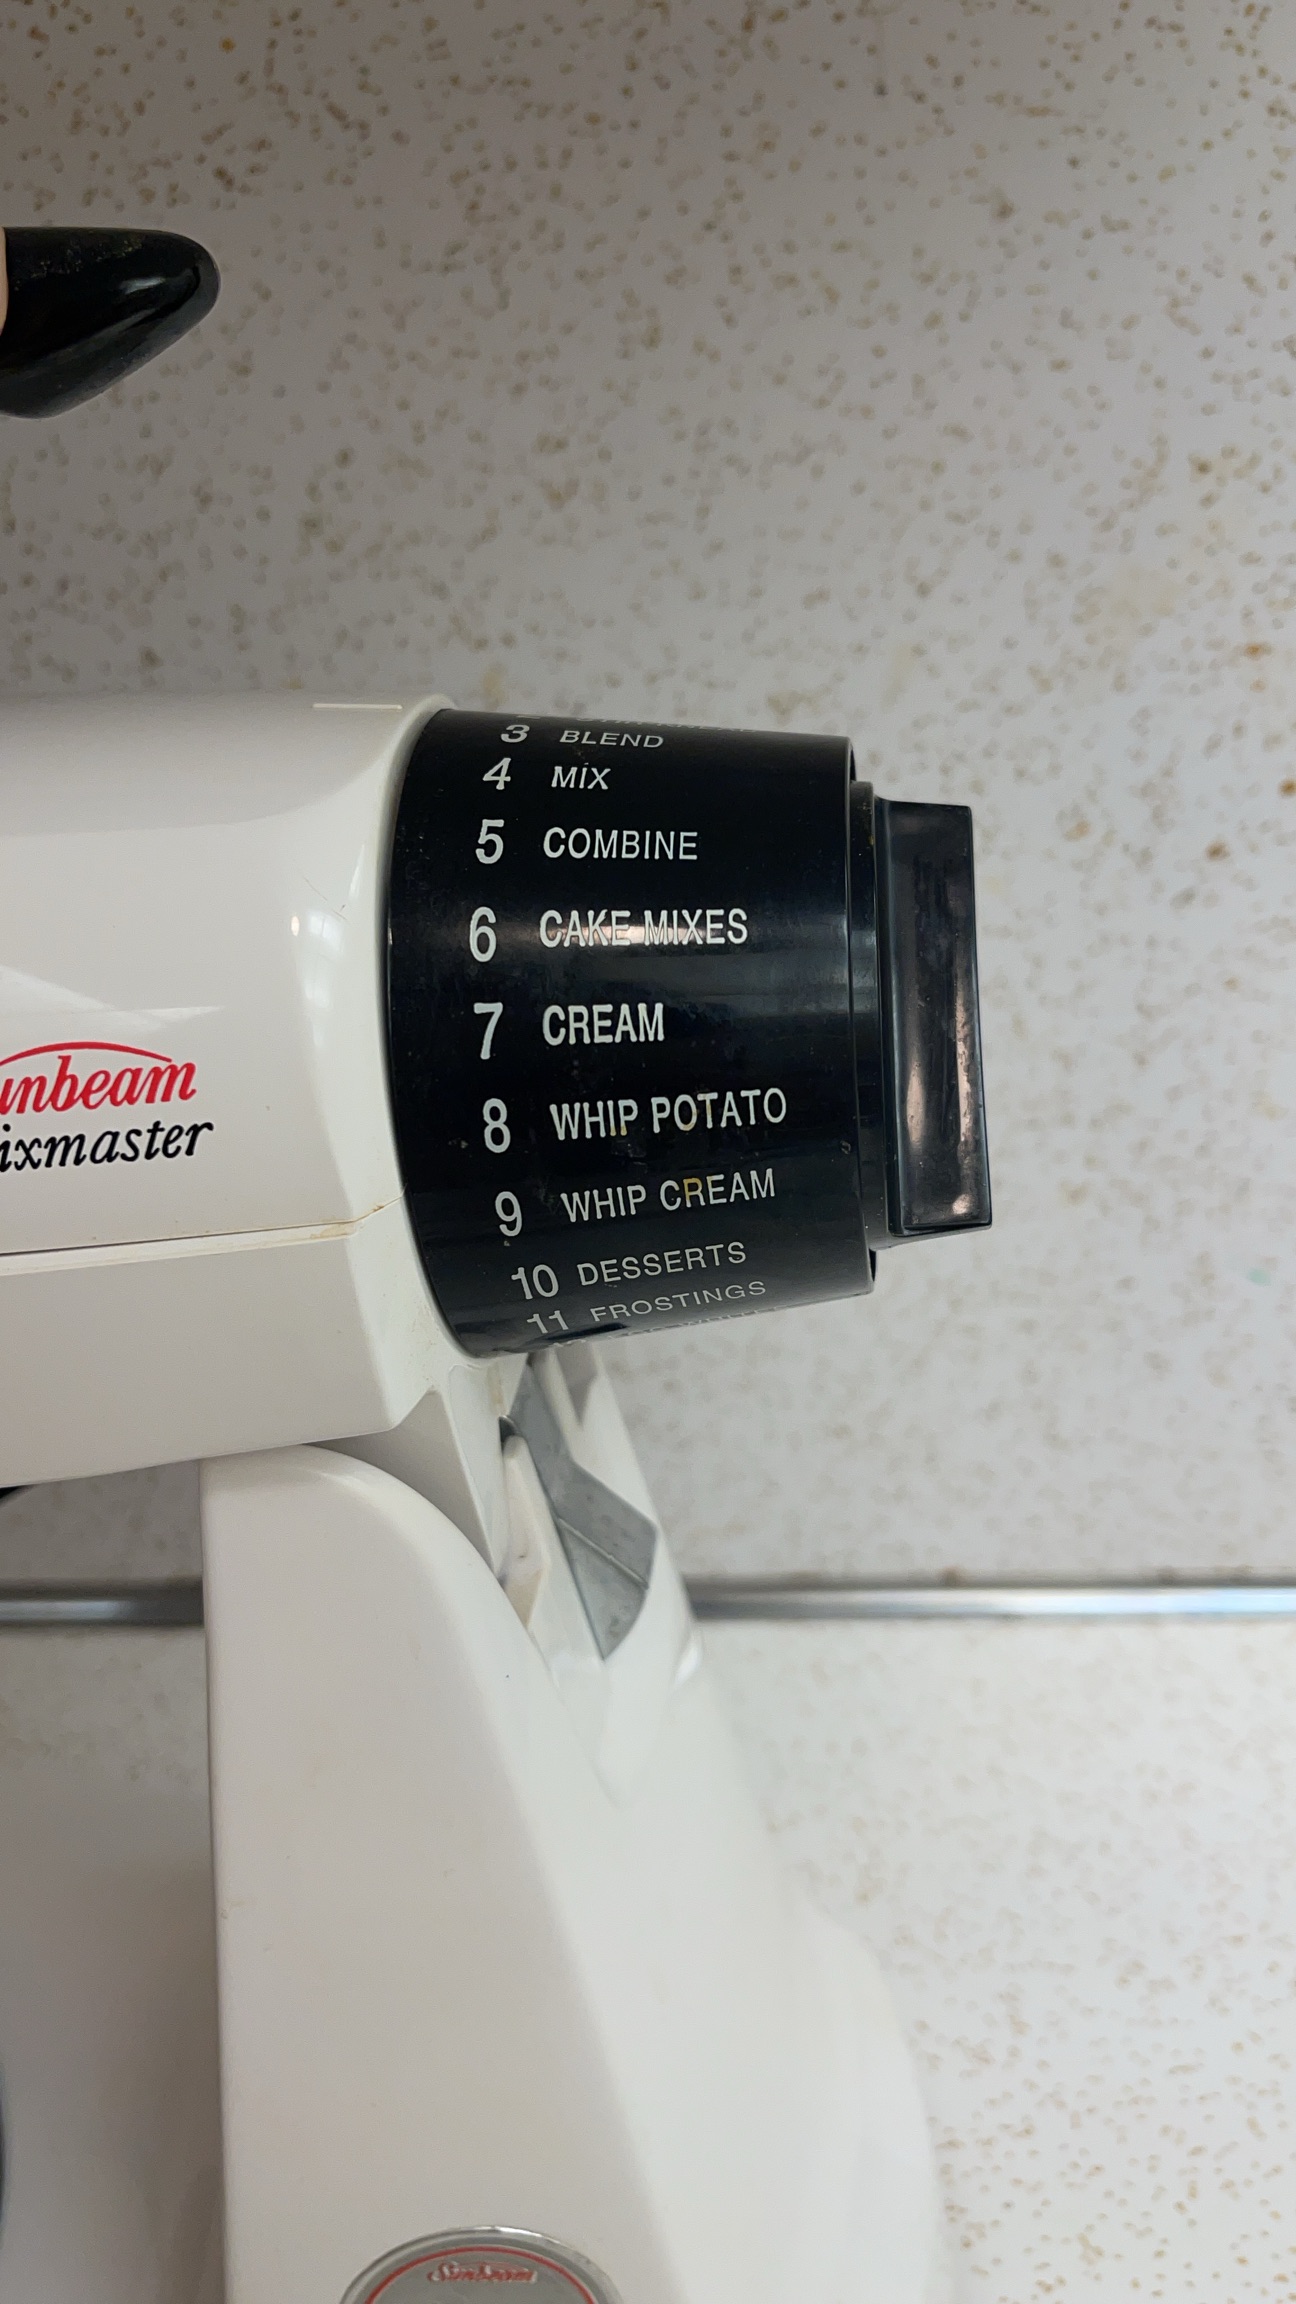 3 BLEND
4 MIX
5 COMBINE
6 CAKE MIXES
7 CREAM
8 WHIP POTATO
9 WHIP CREAM
10 DESSERTS
11 FROSTINGS
unbeam
ixmaster
Sunbeam